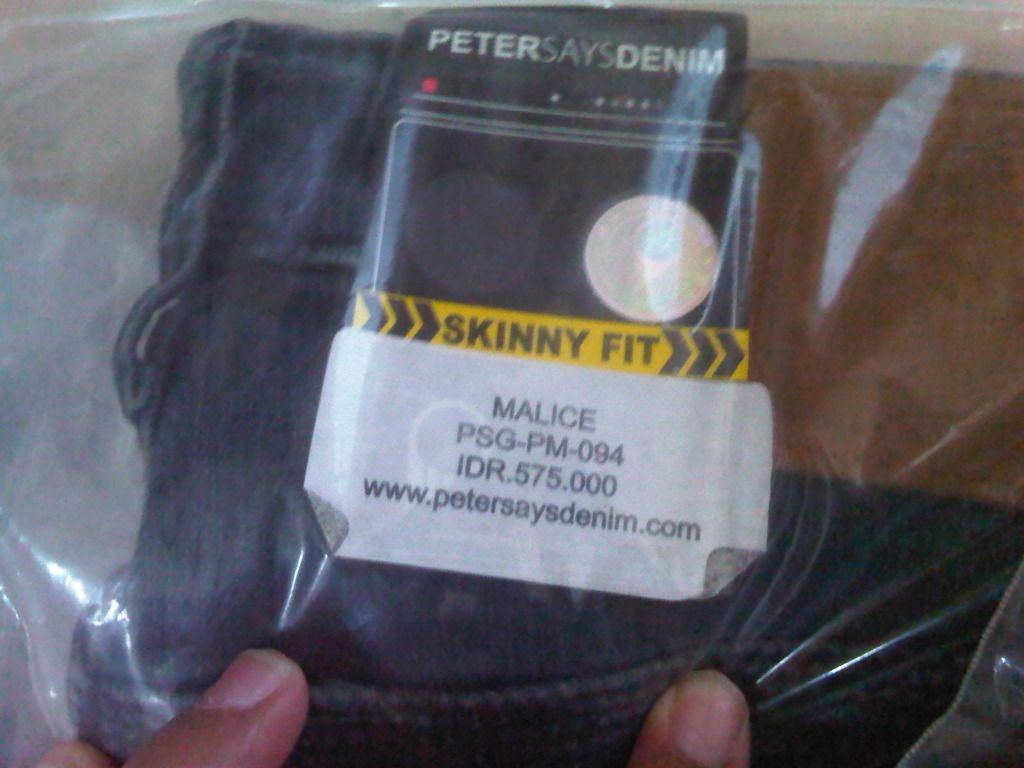 PETERSAYSDENIM
SKINNY FIT
MALICE
PSG-PM-094
IDR.575.000
www.petersaysdenim.com